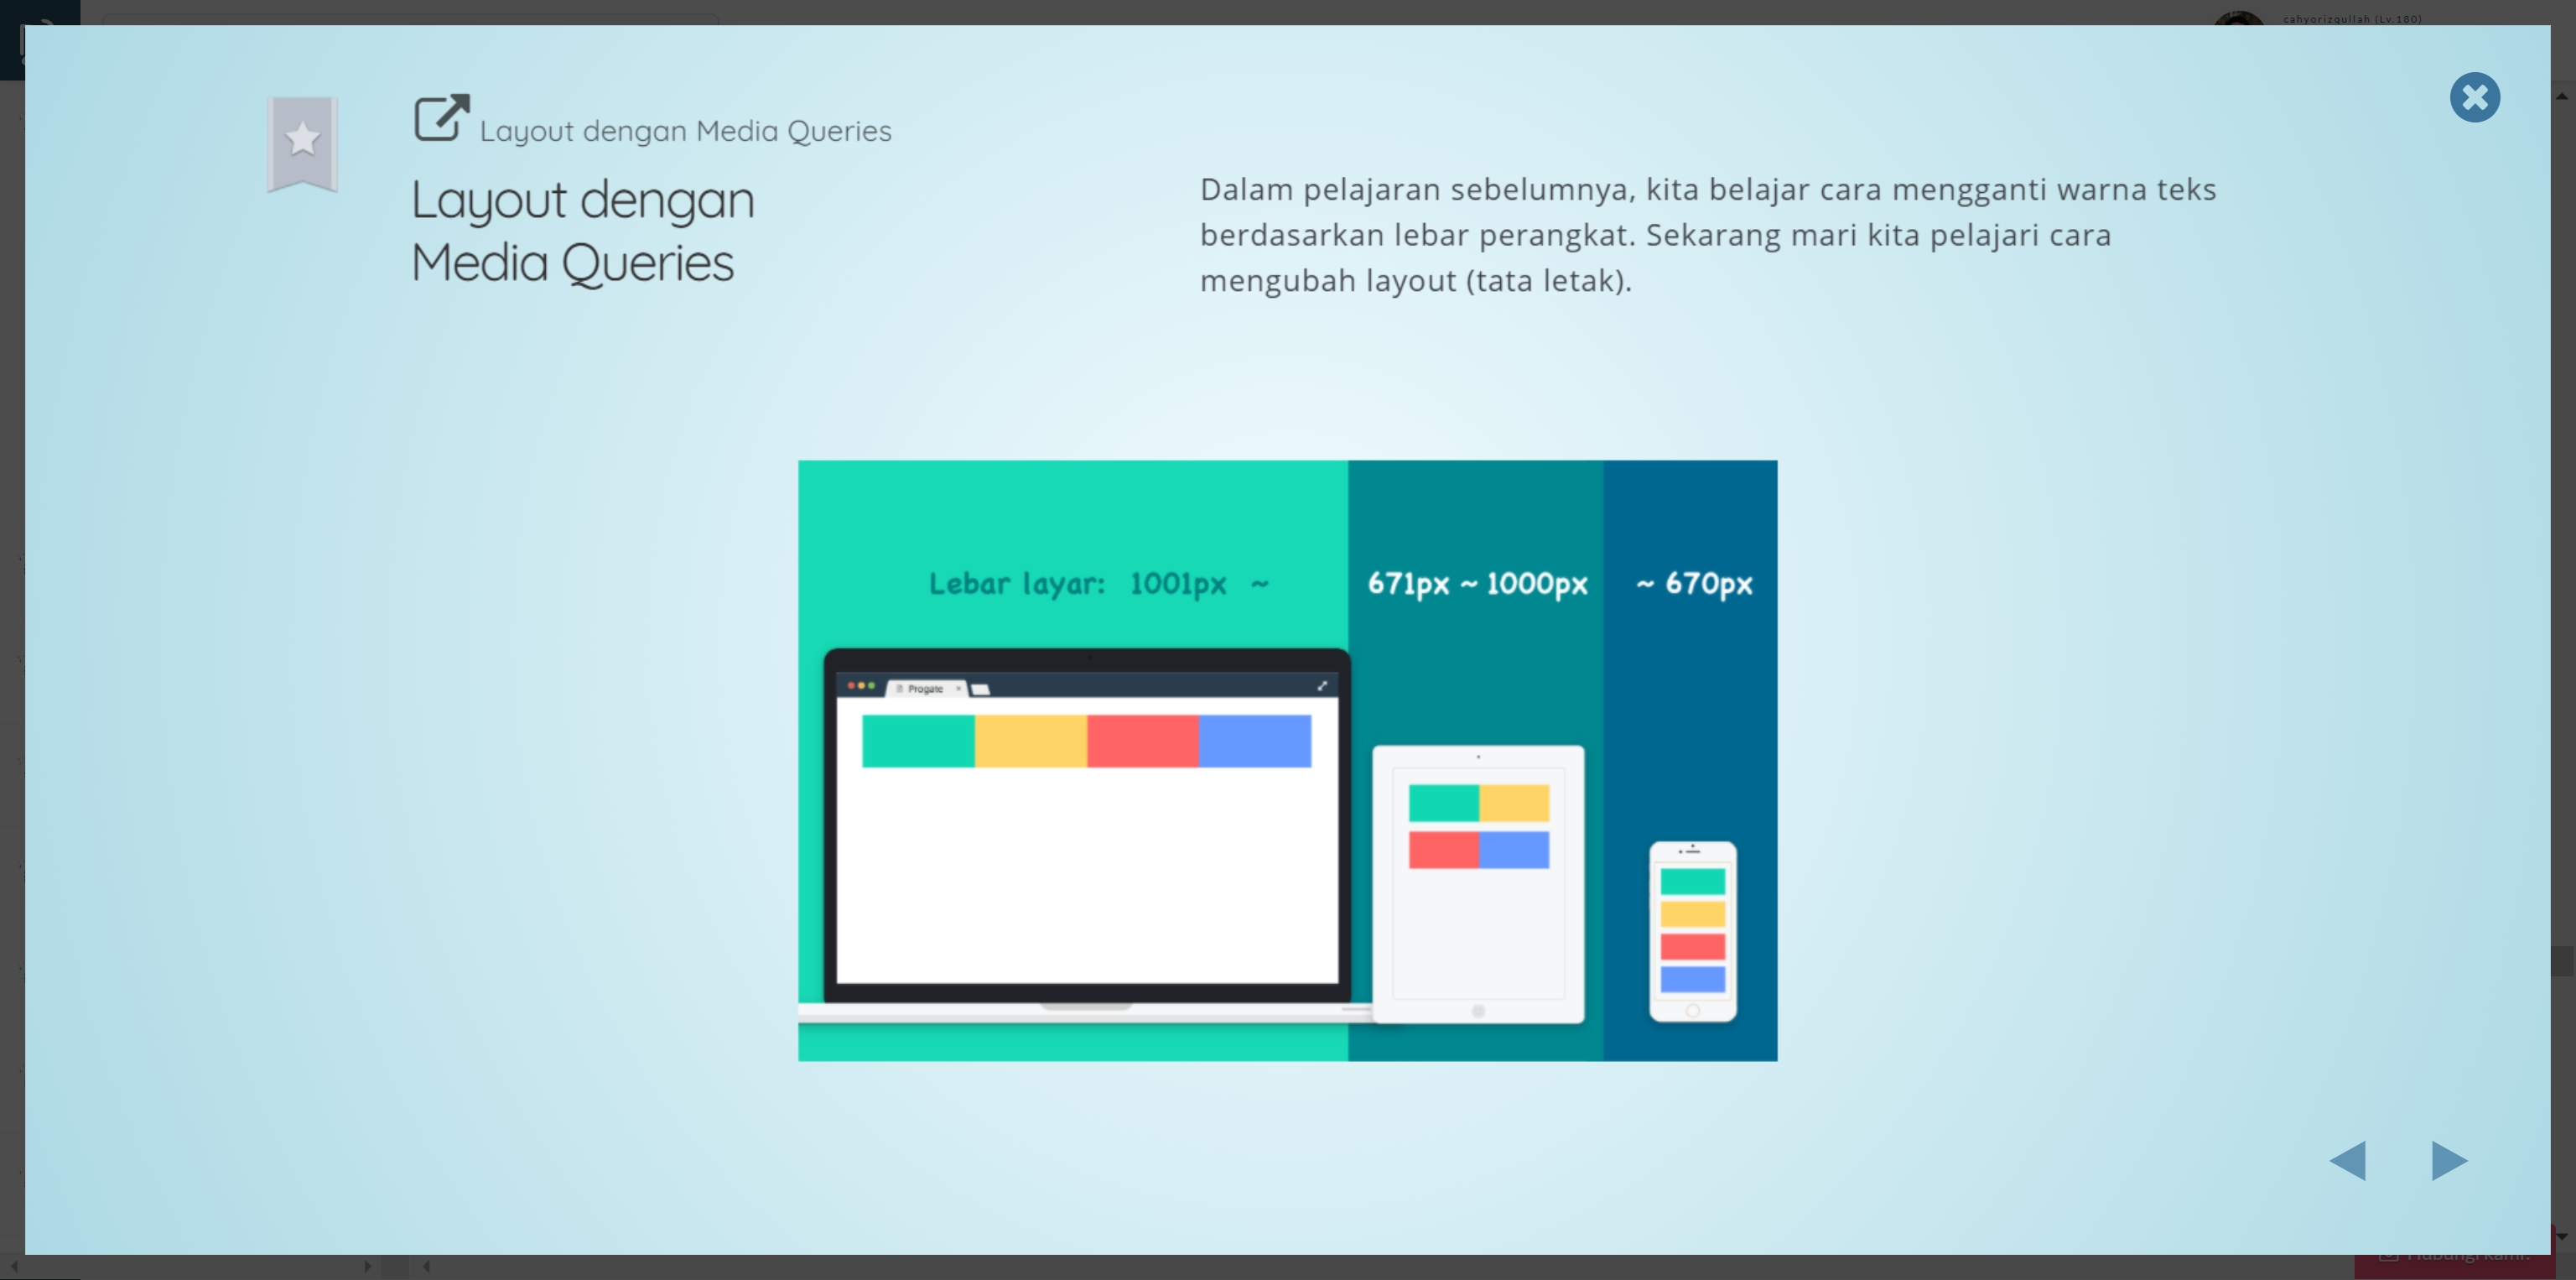 cahyorizqullah (Lv.180)
Layout dengan Media Queries
Layout dengan
Media Queries
Dalam pelajaran sebelumnya, kita belajar cara mengganti warna teks
berdasarkan lebar perangkat. Sekarang mari kita pelajari cara
mengubah layout (tata letak).
Lebar layar: 1001px ~
671px ~ 1000px
~ 670px
Progate